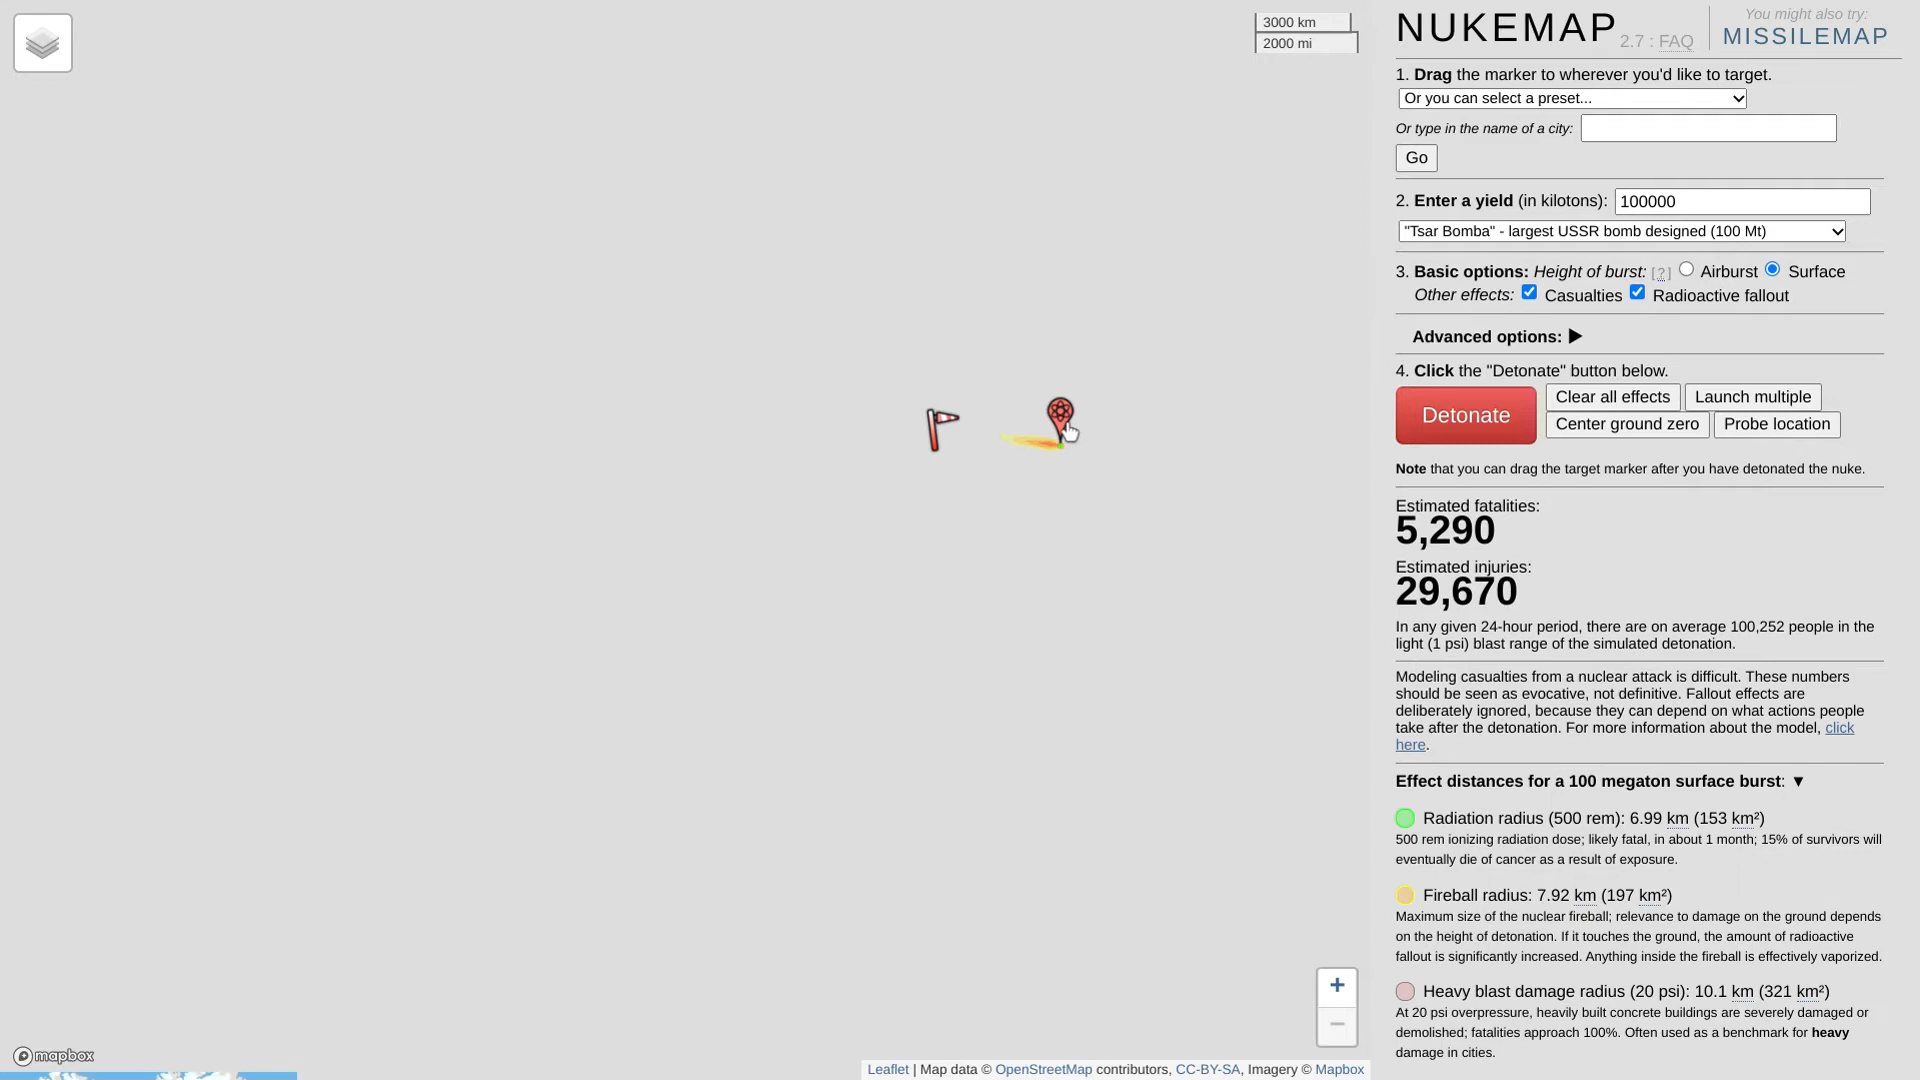 3000 km
2000 mi
NUKEMAP 2.7 : FAQ
You might also try:
MISSILEMAP
1. Drag the marker to wherever you'd like to target.
Or you can select a preset...
Or type in the name of a city:
Go
2. Enter a yield (in kilotons): 100000
"Tsar Bomba" - largest USSR bomb designed (100 Mt)
3. Basic options: Height of burst: [?] Airburst Surface
Other effects: Casualties Radioactive fallout
Advanced options: ▶
4. Click the "Detonate" button below.
Detonate
Clear all effects Launch multiple
Center ground zero Probe location
Note that you can drag the target marker after you have detonated the nuke.
Estimated fatalities:
5,290
Estimated injuries:
29,670
In any given 24-hour period, there are on average 100,252 people in the
light (1 psi) blast range of the simulated detonation.
Modeling casualties from a nuclear attack is difficult. These numbers
should be seen as evocative, not definitive. Fallout effects are
deliberately ignored, because they can depend on what actions people
take after the detonation. For more information about the model, click
here.
Effect distances for a 100 megaton surface burst: ▼
Radiation radius (500 rem): 6.99 km (153 km²)
500 rem ionizing radiation dose; likely fatal, in about 1 month; 15% of survivors will
eventually die of cancer as a result of exposure.
Fireball radius: 7.92 km (197 km²)
Maximum size of the nuclear fireball; relevance to damage on the ground depends
on the height of detonation. If it touches the ground, the amount of radioactive
fallout is significantly increased. Anything inside the fireball is effectively vaporized.
Heavy blast damage radius (20 psi): 10.1 km (321 km²)
At 20 psi overpressure, heavily built concrete buildings are severely damaged or
demolished; fatalities approach 100%. Often used as a benchmark for heavy
damage in cities.
+
−
mapbox
Leaflet | Map data © OpenStreetMap contributors, CC-BY-SA, Imagery © Mapbox